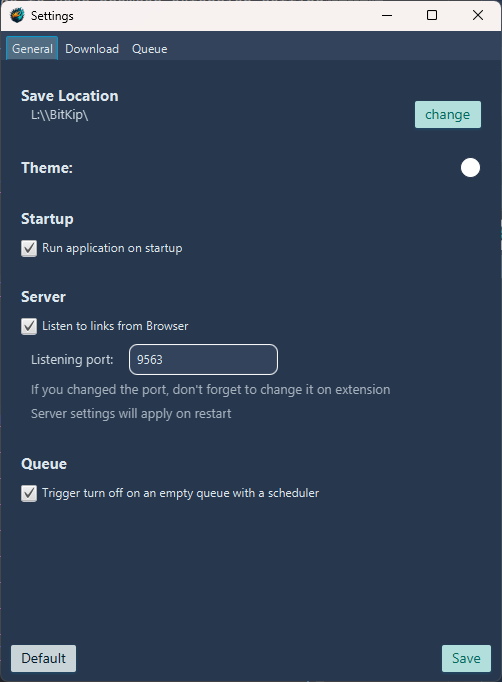 Settings
General Download Queue
Save Location
L:\\BitKip\
change
Theme:
Startup
Run application on startup
Server
Listen to links from Browser
Listening port: 9563
If you changed the port, don't forget to change it on extension
Server settings will apply on restart
Queue
Trigger turn off on an empty queue with a scheduler
Default Save